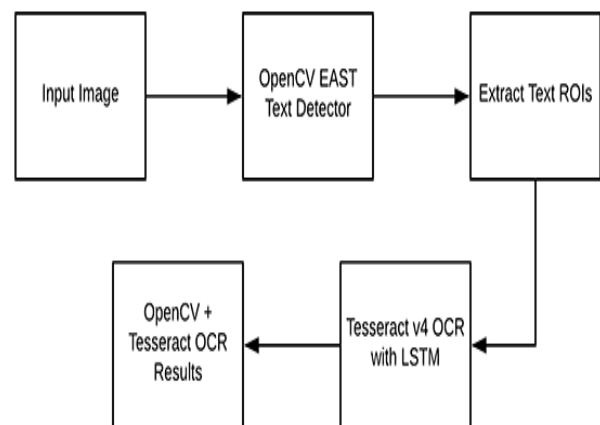 Input Image
OpenCV EAST
Text Detector
Extract Text ROIs
Tesseract v4 OCR
with LSTM
OpenCV +
Tesseract OCR
Results